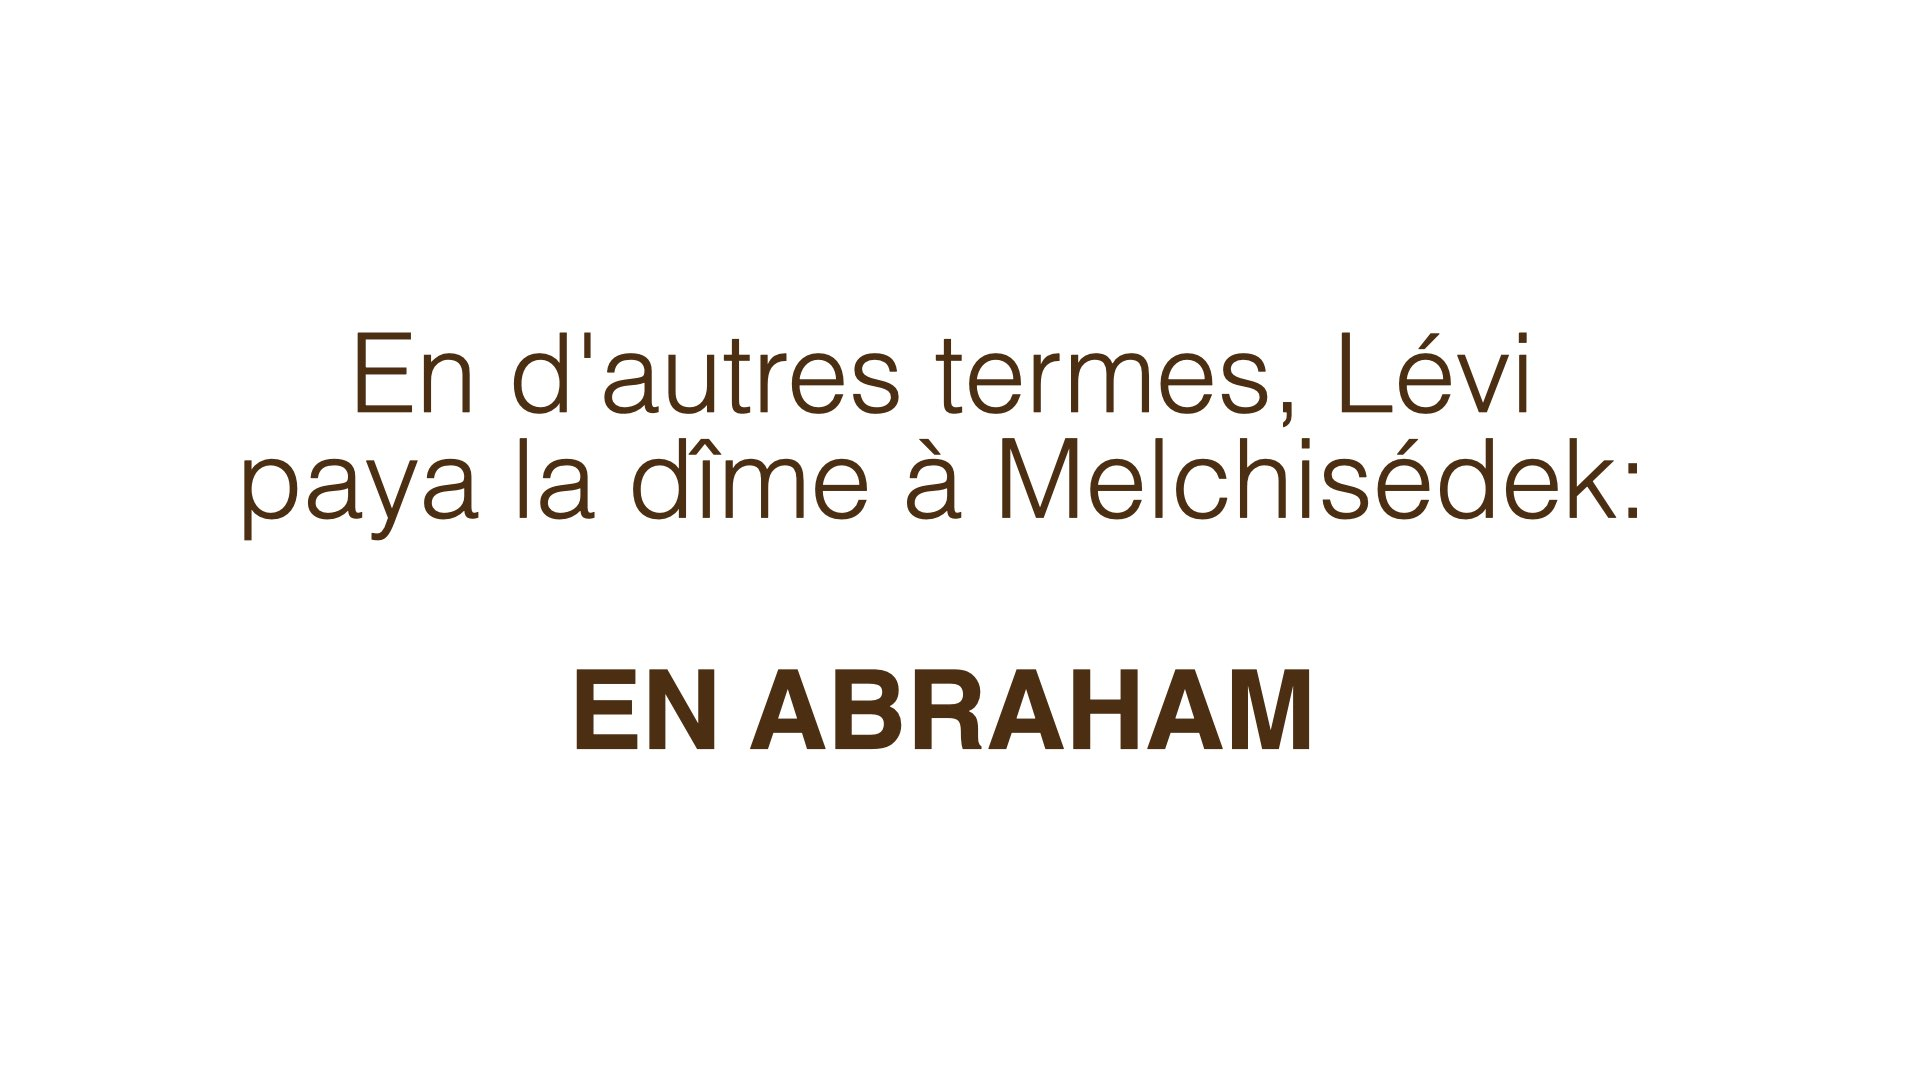 En d'autres termes, Lévi
paya la dîme à Melchisédek:
EN ABRAHAM